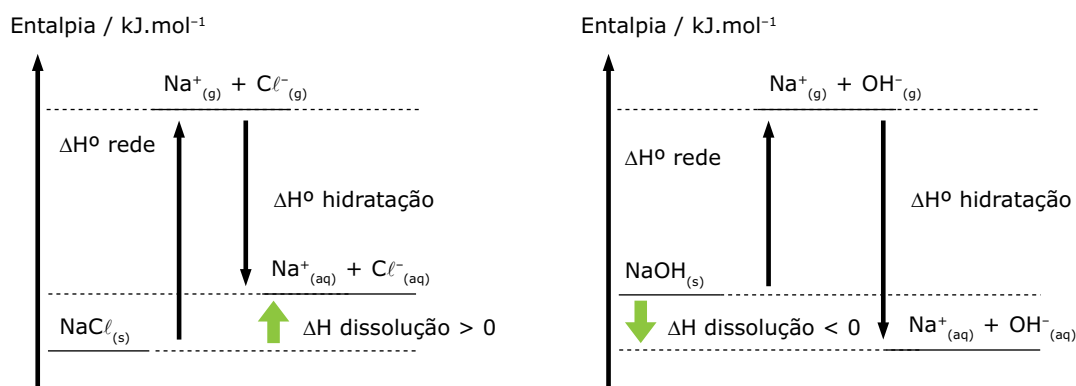 Entalpia / kJ.mol⁻¹
Na⁺(g) + Cℓ⁻(g)
ΔHº rede
ΔHº hidratação
Na⁺(aq) + Cℓ⁻(aq)
NaCℓ(s)
ΔH dissolução > 0
Entalpia / kJ.mol⁻¹
Na⁺(g) + OH⁻(g)
ΔHº rede
ΔHº hidratação
NaOH(s)
ΔH dissolução < 0
Na⁺(aq) + OH⁻(aq)